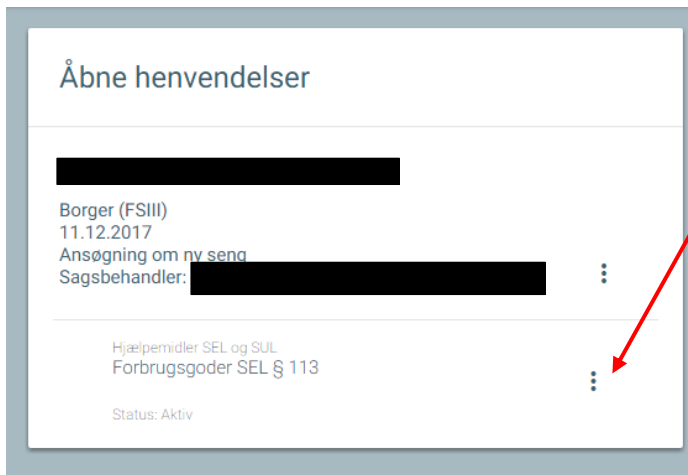 Åbne henvendelser
Borger (FSIII)
11.12.2017
Ansøgning om ny seng
Sagsbehandler:
Hjælpemidler SEL og SUL
Forbrugsgoder SEL § 113
Status: Aktiv